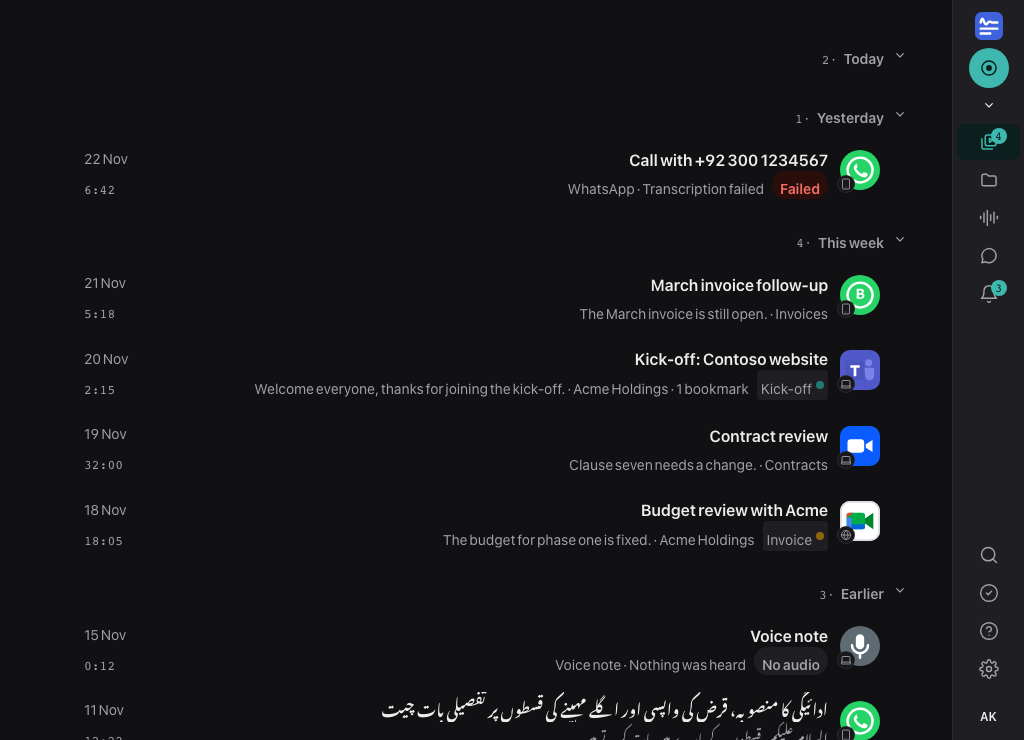 2 · Today
1 · Yesterday
Call with +92 300 1234567
22 Nov
WhatsApp · Transcription failed Failed
6:42
4 · This week
March invoice follow-up
21 Nov
The March invoice is still open. · Invoices
5:18
Kick-off: Contoso website
20 Nov
Welcome everyone, thanks for joining the kick-off. · Acme Holdings · 1 bookmark Kick-off
2:15
Contract review
19 Nov
Clause seven needs a change. · Contracts
32:00
Budget review with Acme
18 Nov
The budget for phase one is fixed. · Acme Holdings Invoice
18:05
3 · Earlier
Voice note
15 Nov
Voice note · Nothing was heard No audio
0:12
ادائیگی کا منصوبہ، قرض کی واپسی اور اگلے مہینے کی قسطوں پر تفصیلی بات چیت
11 Nov
B
T
4
3
AK